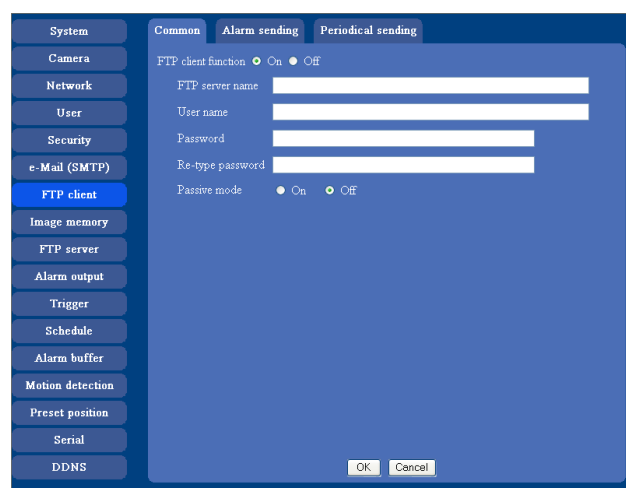 System
Camera
Network
User
Security
e-Mail (SMTP)
FTP client
Image memory
FTP server
Alarm output
Trigger
Schedule
Alarm buffer
Motion detection
Preset position
Serial
DDNS
Common Alarm sending Periodical sending
FTP client function On Off
FTP server name
User name
Password
Re-type password
Passive mode On Off
OK Cancel